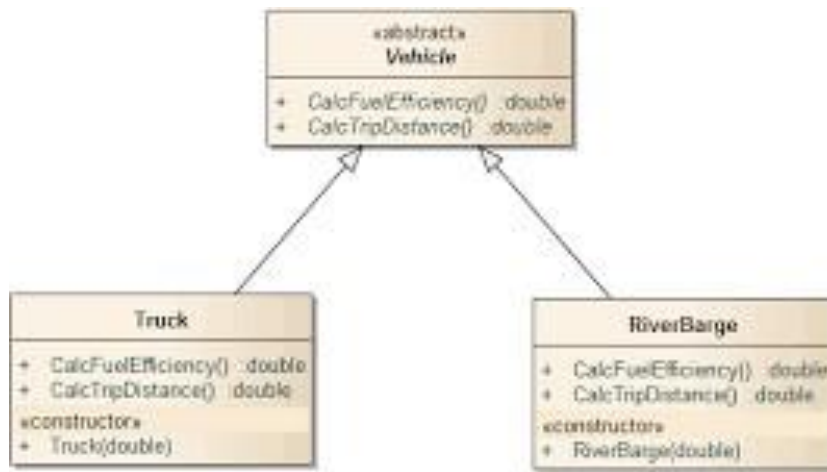 «abstract»
Vehicle
+ CalcFuelEfficiency() double
+ CalcTripDistance() double
Truck
+ CalcFuelEfficiency() double
+ CalcTripDistance() double
«constructor»
+ Truck(double)
RiverBarge
+ CalcFuelEfficiency() double
+ CalcTripDistance() double
«constructor»
+ RiverBarge(double)